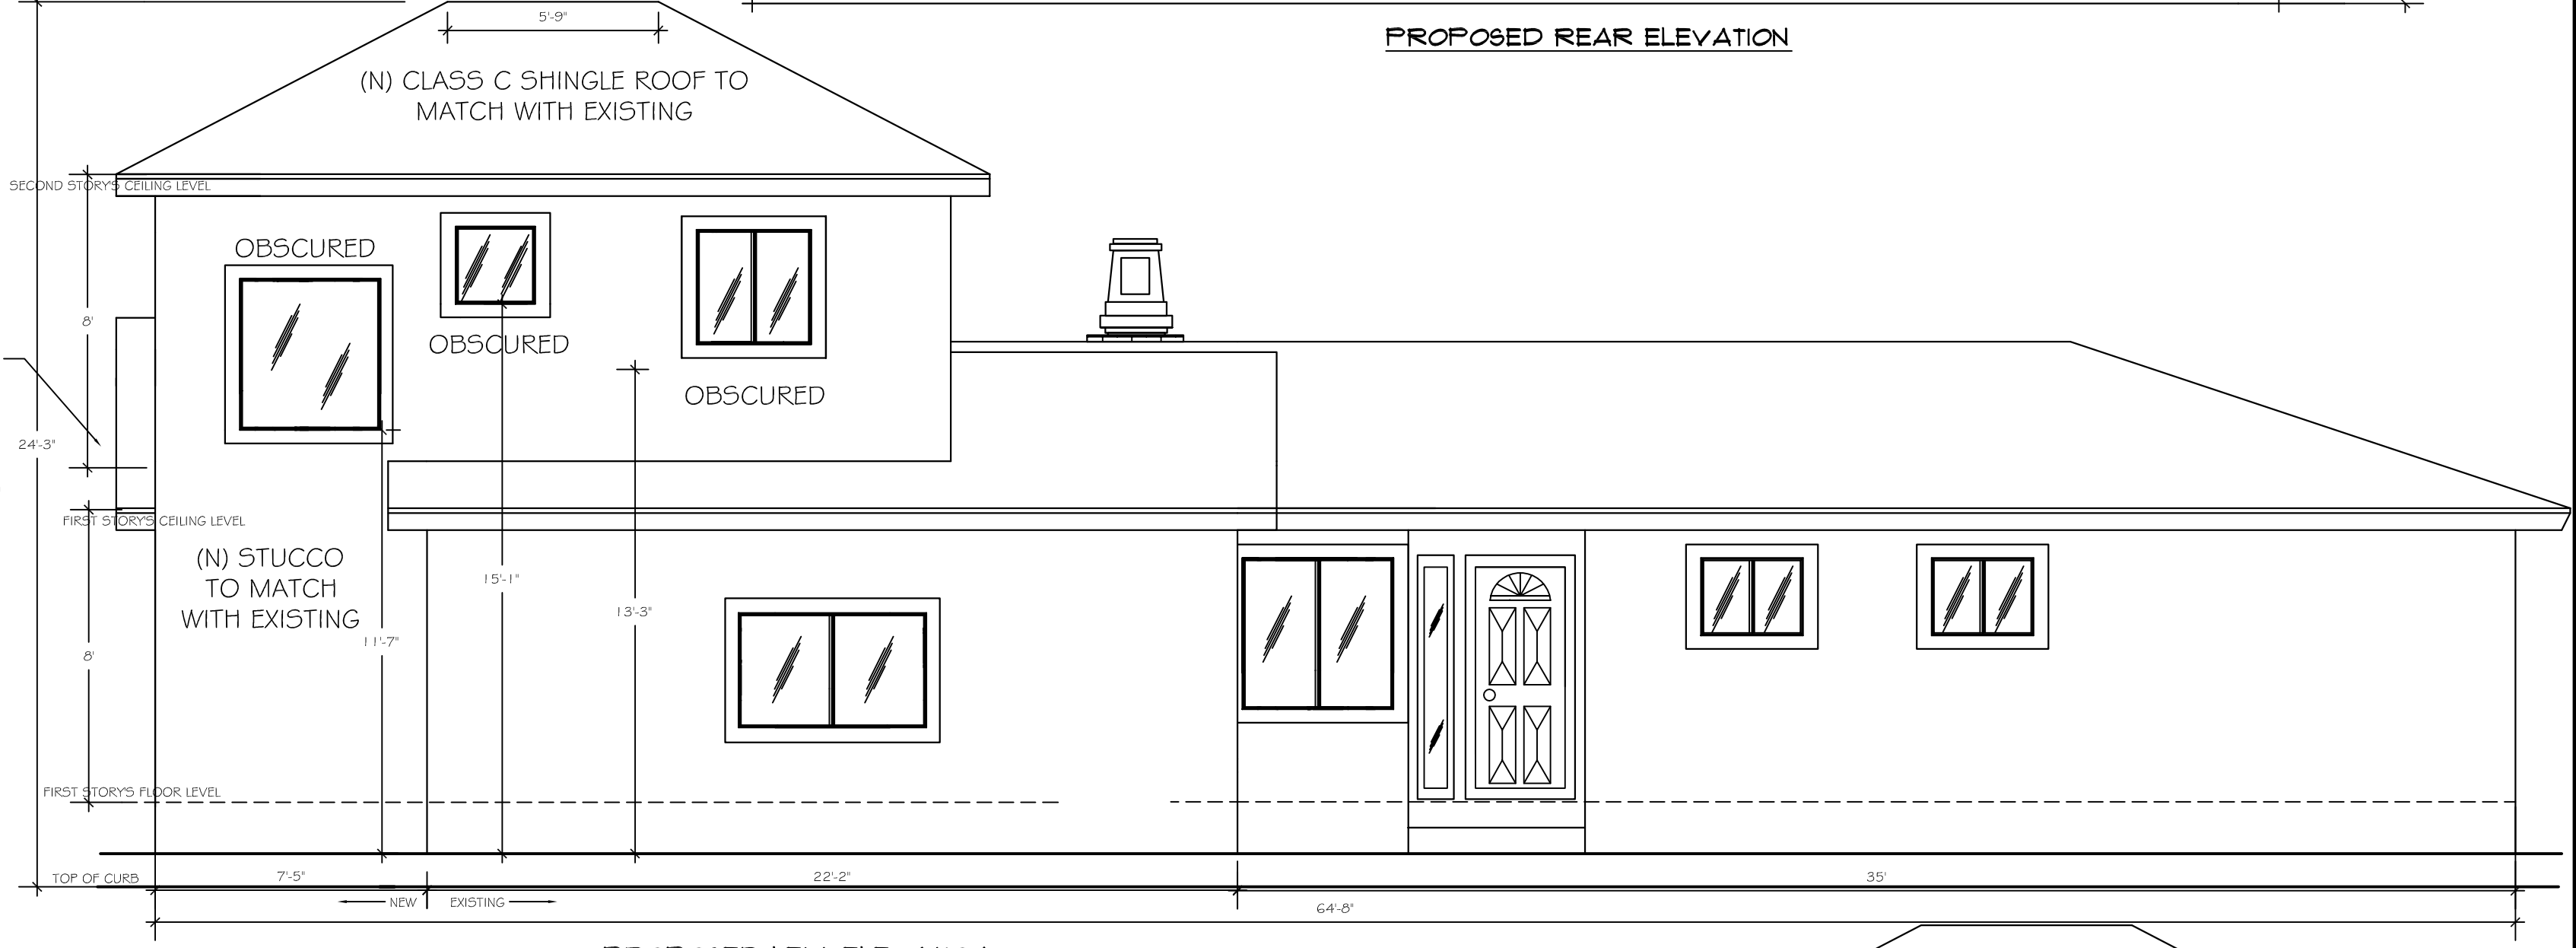 5'-9"
PROPOSED REAR ELEVATION
(N) CLASS C SHINGLE ROOF TO
MATCH WITH EXISTING
SECOND STORY'S CEILING LEVEL
OBSCURED
8'
OBSCURED
OBSCURED
24'-3"
FIRST STORY'S CEILING LEVEL
(N) STUCCO
TO MATCH
WITH EXISTING
15'-1"
13'-3"
11'-7"
8'
FIRST STORY'S FLOOR LEVEL
TOP OF CURB
7'-5"
22'-2"
35'
NEW
EXISTING
64'-8"